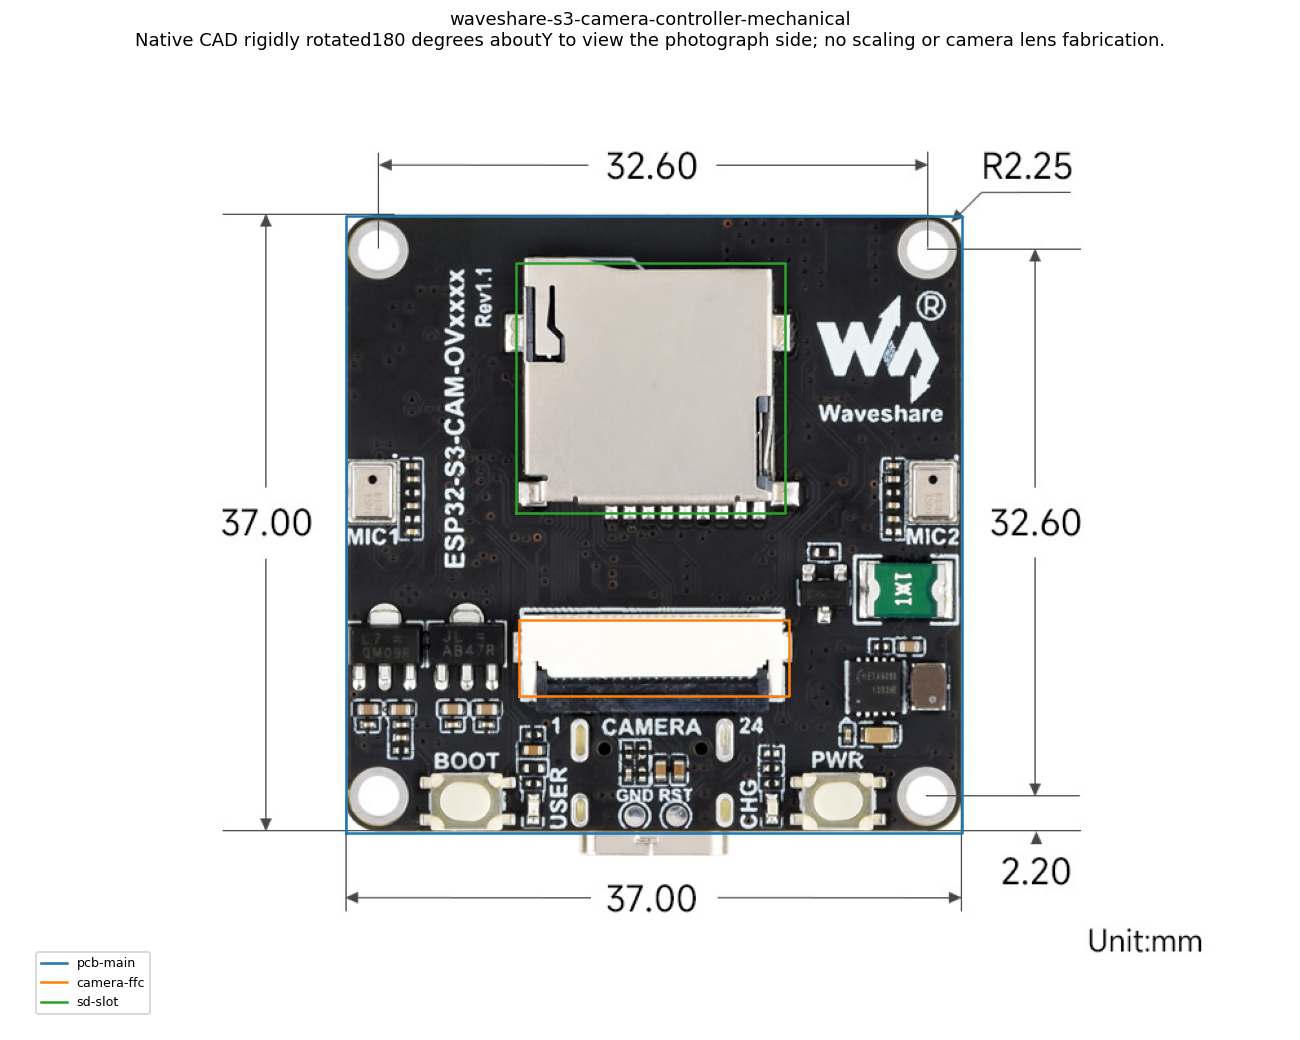 waveshare-s3-camera-controller-mechanical
Native CAD rigidly rotated180 degrees aboutY to view the photograph side; no scaling or camera lens fabrication.
32.60
R2.25
ESP32-S3-CAM-OVxxxx
Rev1.1
®
Waveshare
37.00
32.60
MIC1
MIC2
1
CAMERA
24
BOOT
USER
GND RST
CHG
PWR
2.20
37.00
Unit:mm
pcb-main
camera-ffc
sd-slot